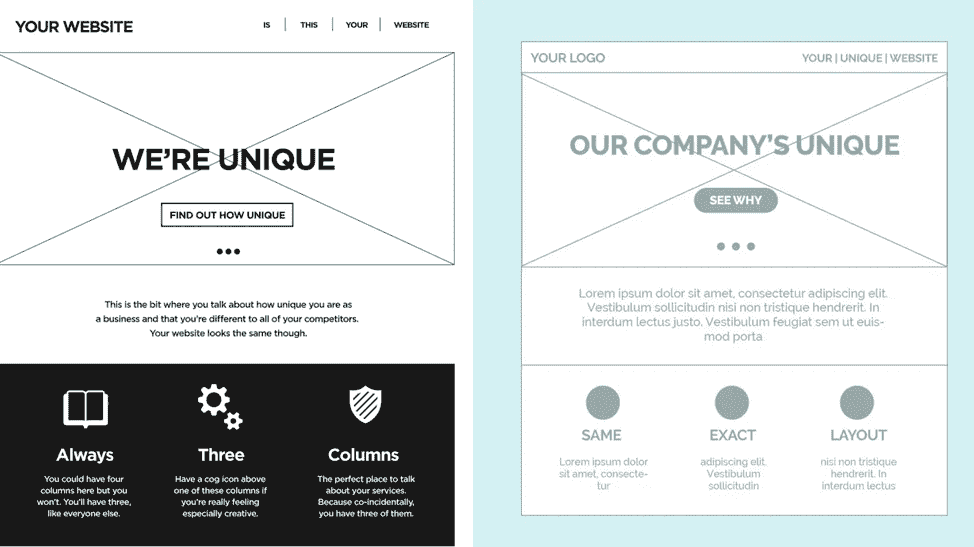 YOUR WEBSITE
IS | THIS | YOUR | WEBSITE
WE'RE UNIQUE
FIND OUT HOW UNIQUE
This is the bit where you talk about how unique you are as
a business and that you're different to all of your competitors.
Your website looks the same though.
Always
You could have four
columns here but you
won't. You'll have three,
like everyone else.
Three
Have a cog icon above
one of these columns if
you're really feeling
especially creative.
Columns
The perfect place to talk
about your services.
Because co-incidentally,
you have three of them.
YOUR LOGO
YOUR | UNIQUE | WEBSITE
OUR COMPANY'S UNIQUE
SEE WHY
Lorem ipsum dolor sit amet, consectetur adipiscing elit.
Vestibulum sollicitudin nisi non tristique hendrerit. In
interdum lectus justo. Vestibulum feugiat sem ut euis-
mod porta
SAME
Lorem ipsum dolor
sit amet, consecte-
tur
EXACT
adipiscing elit.
Vestibulum
sollicitudin
LAYOUT
nisi non tristique
hendrerit. In
interdum lectus